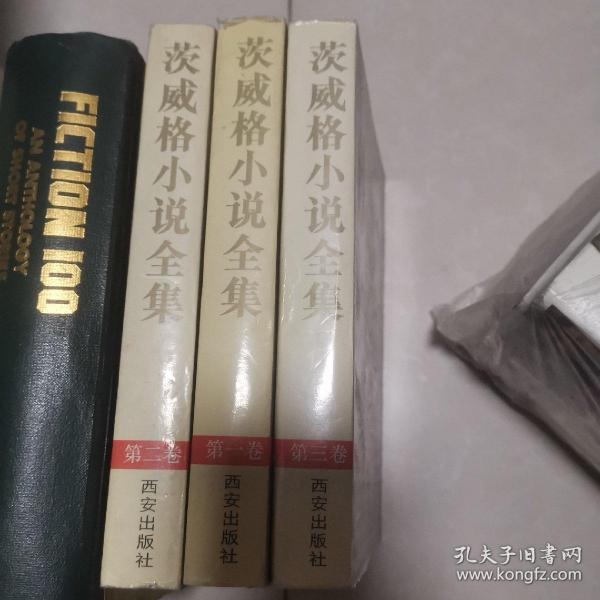 FICTION 100
AN ANTHOLOGY
OF SHORT STORIES
茨威格小说全集
第二卷
西安出版社
茨威格小说全集
第一卷
西安出版社
茨威格小说全集
第三卷
西安出版社
孔夫子旧书网
www.kongfz.com